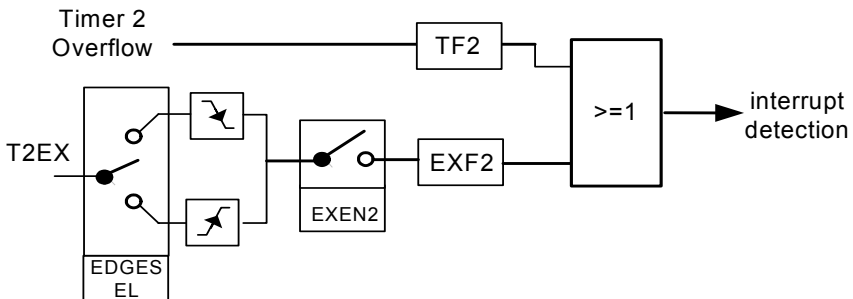 Timer 2
Overflow
TF2
>=1
interrupt
detection
T2EX
EXEN2
EXF2
EDGES
EL